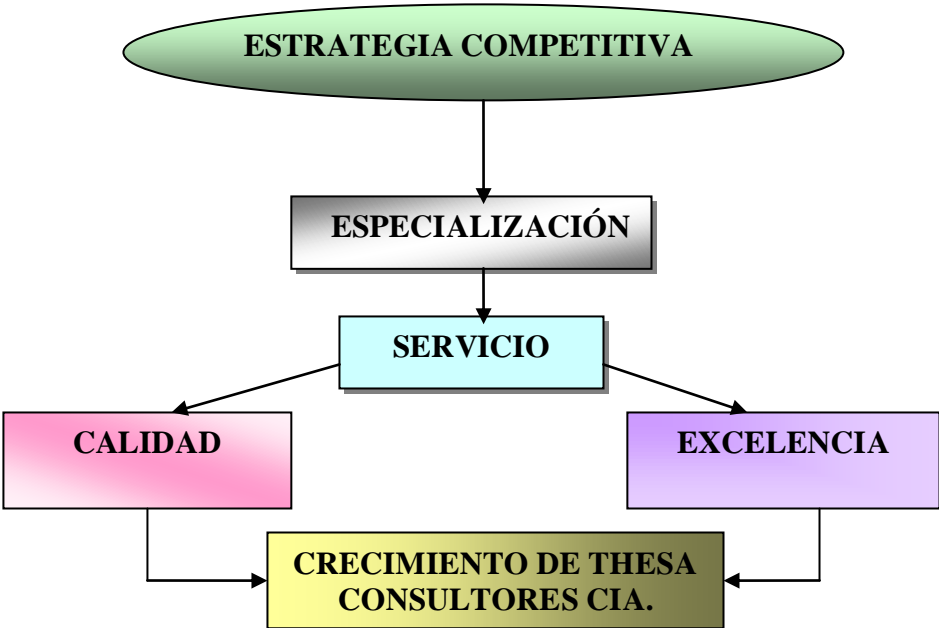 ESTRATEGIA COMPETITIVA
ESPECIALIZACIÓN
SERVICIO
CALIDAD
EXCELENCIA
CRECIMIENTO DE THESA
CONSULTORES CIA.